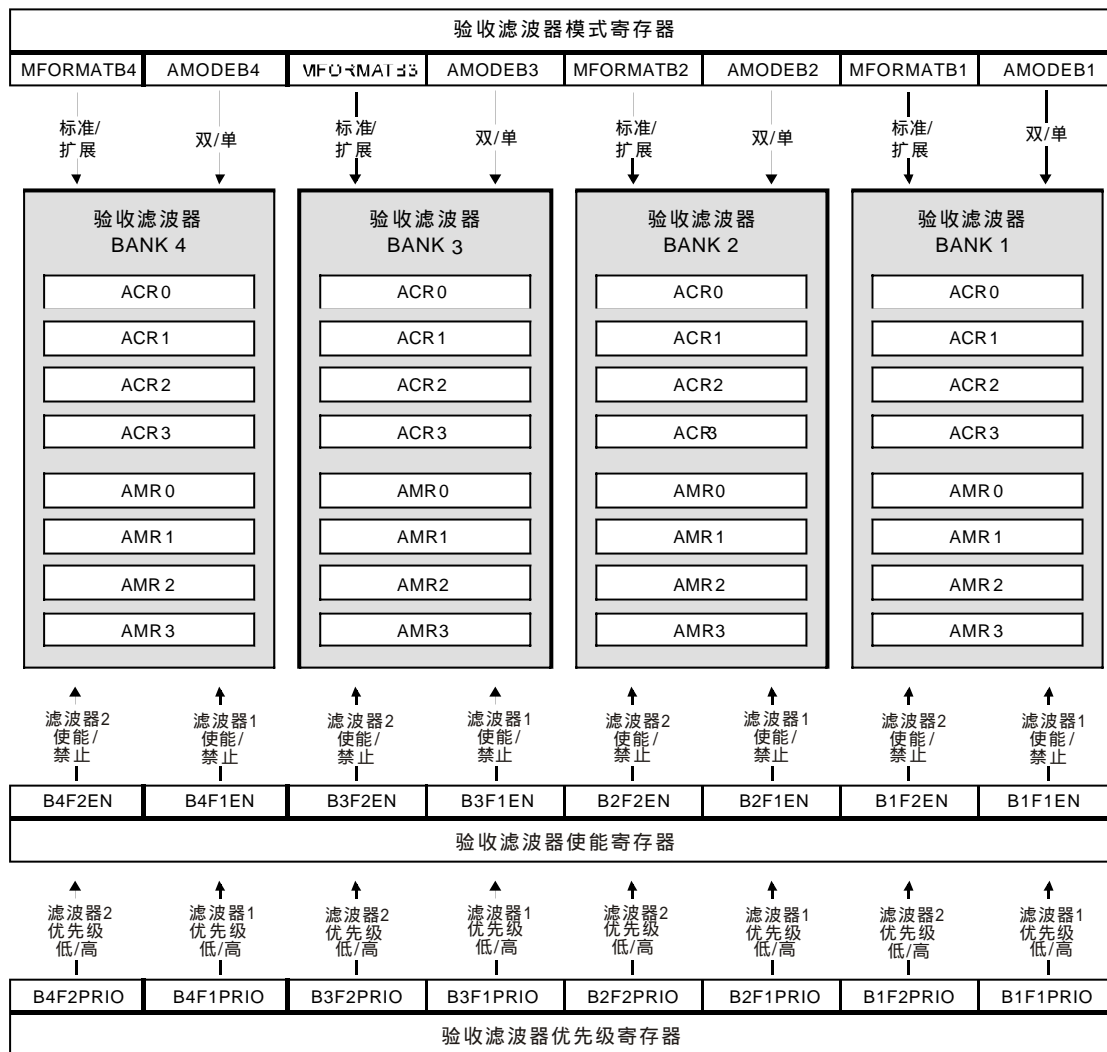 验收滤波器模式寄存器
MFORMATB4 AMODEB4 MFORMATB3 AMODEB3 MFORMATB2 AMODEB2 MFORMATB1 AMODEB1
标准/ 标准/ 标准/ 标准/
扩展 双/单 扩展 双/单 扩展 双/单 扩展 双/单
验收滤波器 验收滤波器 验收滤波器 验收滤波器
BANK 4 BANK 3 BANK 2 BANK 1
ACR0 ACR0 ACR0 ACR0
ACR1 ACR1 ACR1 ACR1
ACR2 ACR2 ACR2 ACR2
ACR3 ACR3 ACR3 ACR3
AMR0 AMR0 AMR0 AMR0
AMR1 AMR1 AMR1 AMR1
AMR2 AMR2 AMR2 AMR2
AMR3 AMR3 AMR3 AMR3
滤波器2 滤波器1 滤波器2 滤波器1 滤波器2 滤波器1 滤波器2 滤波器1
使能/ 使能/ 使能/ 使能/ 使能/ 使能/ 使能/ 使能/
禁止 禁止 禁止 禁止 禁止 禁止 禁止 禁止
B4F2EN B4F1EN B3F2EN B3F1EN B2F2EN B2F1EN B1F2EN B1F1EN
验收滤波器使能寄存器
滤波器2 滤波器1 滤波器2 滤波器1 滤波器2 滤波器1 滤波器2 滤波器1
优先级 优先级 优先级 优先级 优先级 优先级 优先级 优先级
低/高 低/高 低/高 低/高 低/高 低/高 低/高 低/高
B4F2PRIO B4F1PRIO B3F2PRIO B3F1PRIO B2F2PRIO B2F1PRIO B1F2PRIO B1F1PRIO
验收滤波器优先级寄存器